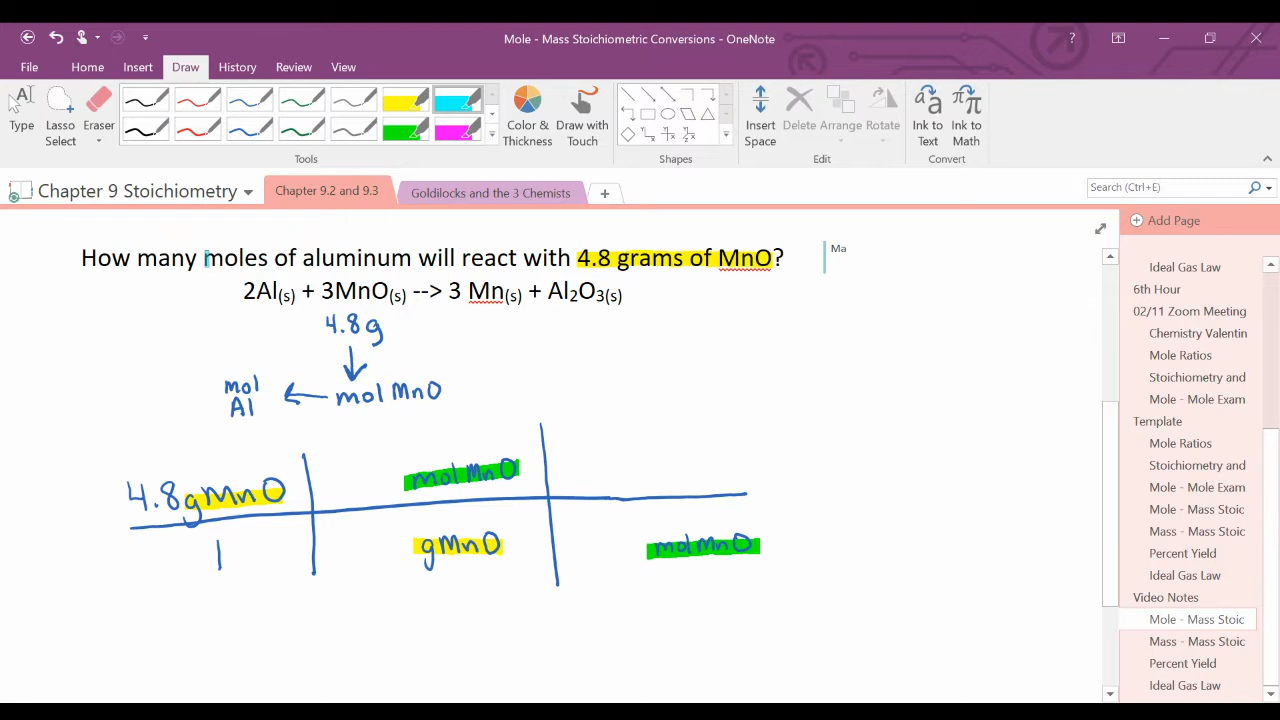 Mole - Mass Stoichiometric Conversions - OneNote
?
File Home Insert Draw History Review View
A
Type
Lasso Select
Eraser
Color & Thickness
Draw with Touch
Insert Space
Delete
Arrange
Rotate
Ink to Text
Ink to Math
Tools
Shapes
Edit
Convert
Chapter 9 Stoichiometry
Chapter 9.2 and 9.3
Goldilocks and the 3 Chemists
+
Search (Ctrl+E)
Add Page
How many moles of aluminum will react with 4.8 grams of MnO?
Ma
2Al(s) + 3MnO(s) --> 3 Mn(s) + Al₂O₃(s)
4.8g
mol Al ← mol MnO
4.8gMnO
mol MnO
1
gMnO
molMnO
Ideal Gas Law
6th Hour
02/11 Zoom Meeting
Chemistry Valentin
Mole Ratios
Stoichiometry and
Mole - Mole Exam
Template
Mole Ratios
Stoichiometry and
Mole - Mole Exam
Mole - Mass Stoic
Mass - Mass Stoic
Percent Yield
Ideal Gas Law
Video Notes
Mole - Mass Stoic
Mass - Mass Stoic
Percent Yield
Ideal Gas Law